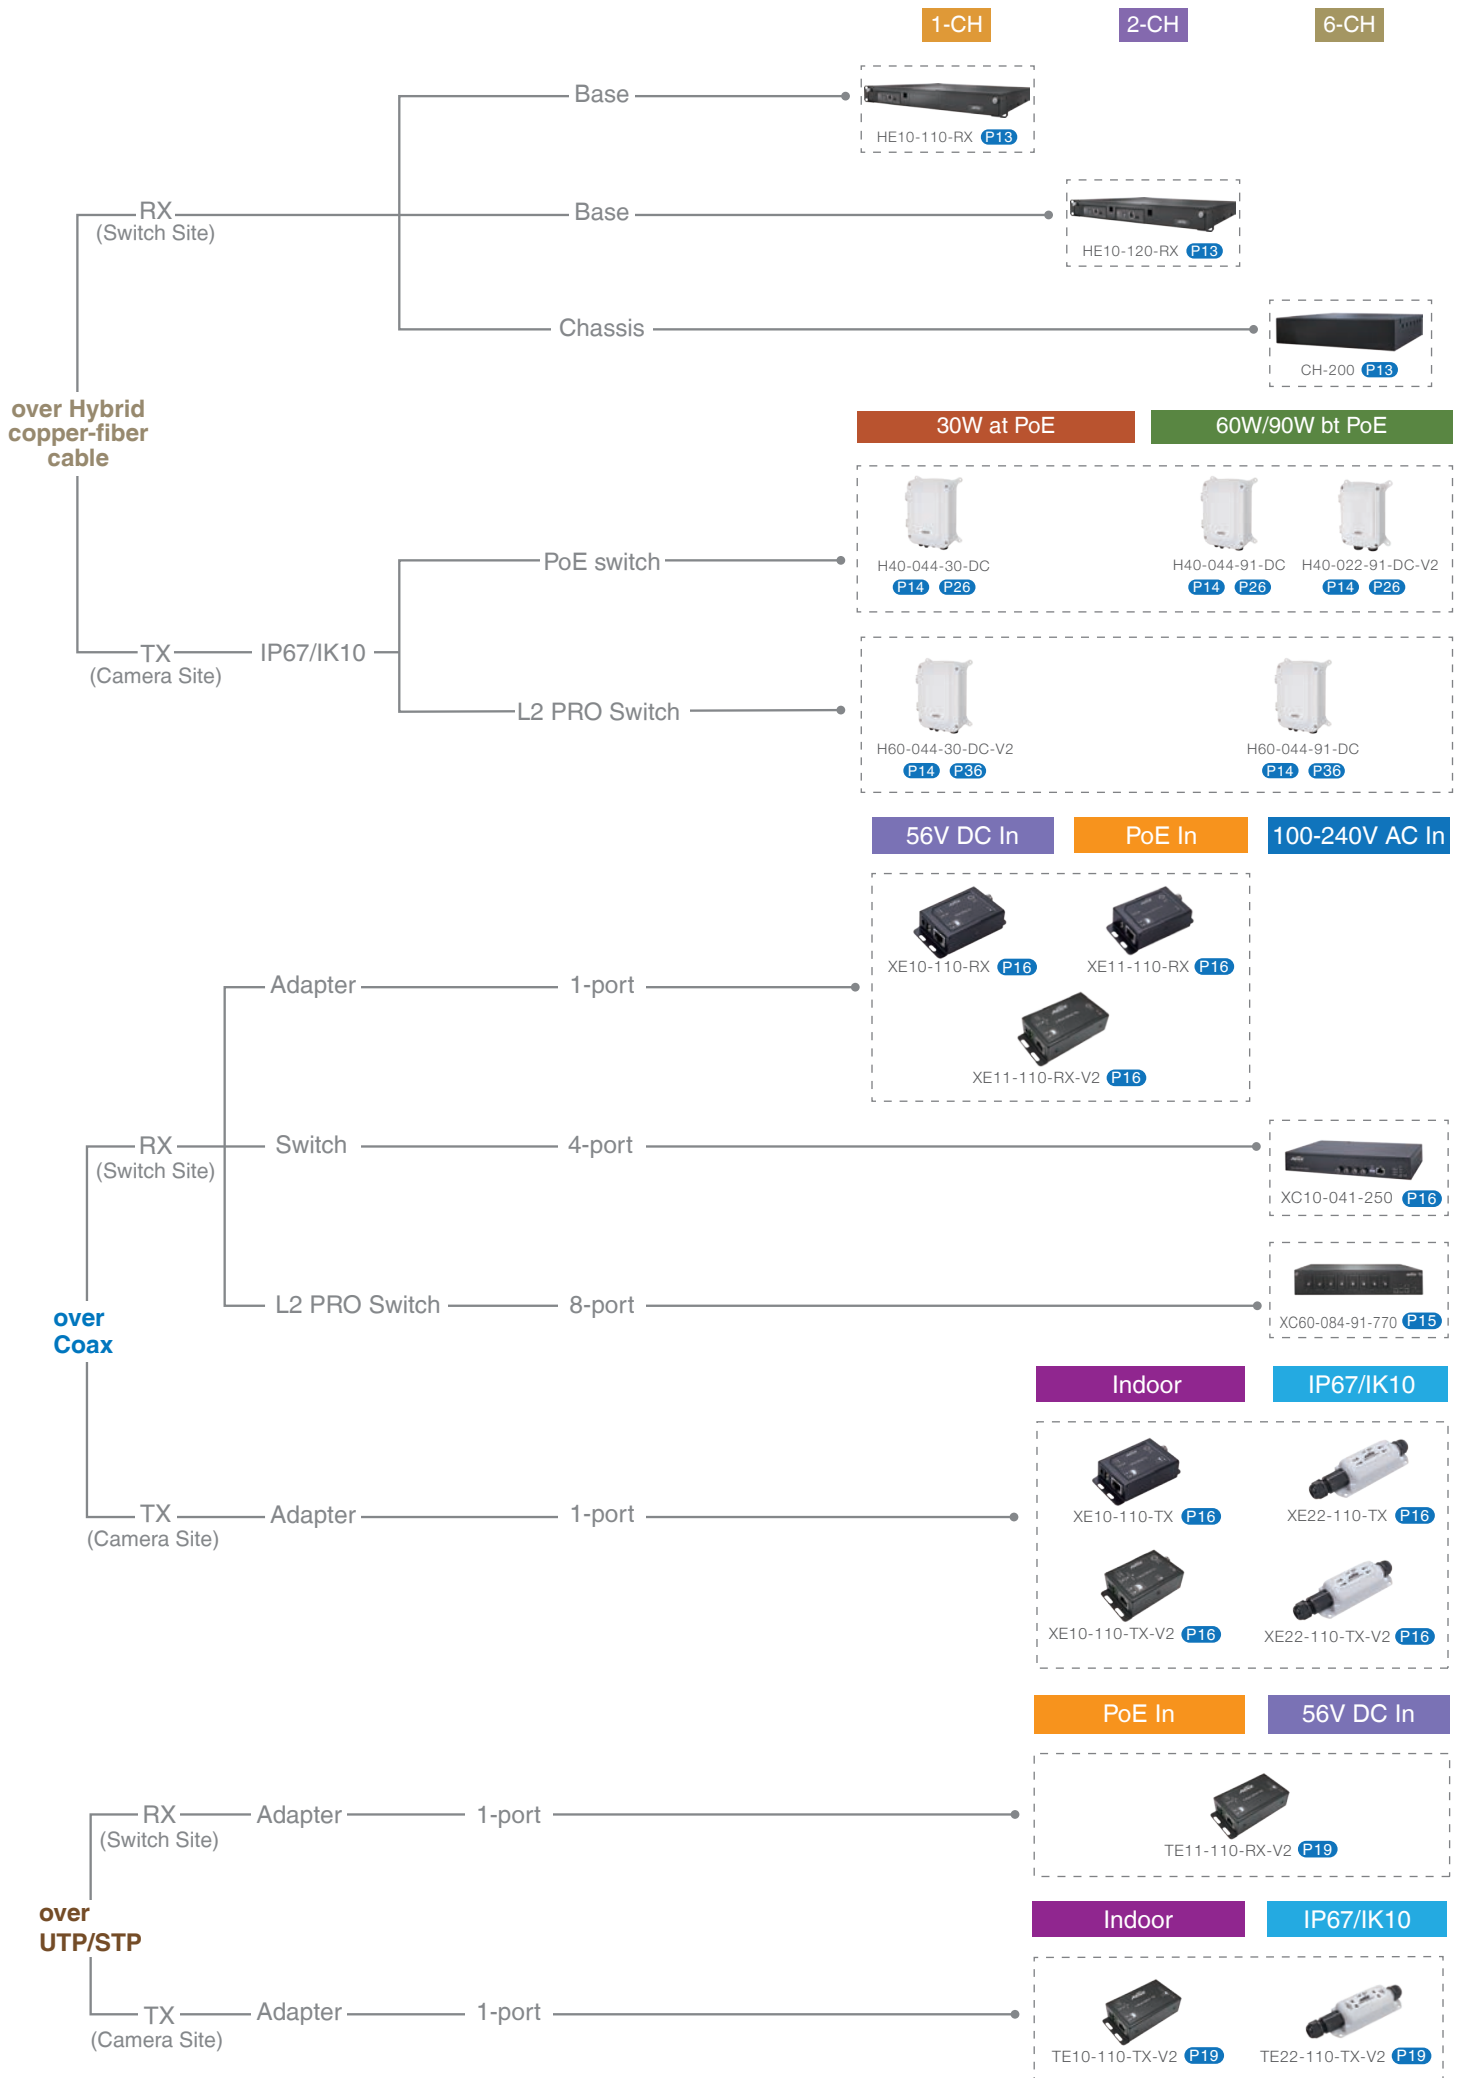 1-CH 2-CH 6-CH
Base
HE10-110-RX P13
RX
(Switch Site)
Base
HE10-120-RX P13
Chassis
CH-200 P13
over Hybrid
copper-fiber
cable
30W at PoE 60W/90W bt PoE
PoE switch
H40-044-30-DC H40-044-91-DC H40-022-91-DC-V2
P14 P26 P14 P26 P14 P26
TX
(Camera Site)
IP67/IK10
L2 PRO Switch
H60-044-30-DC-V2 H60-044-91-DC
P14 P36 P14 P36
56V DC In PoE In 100-240V AC In
XE10-110-RX P16 XE11-110-RX P16
Adapter 1-port
XE11-110-RX-V2 P16
RX
(Switch Site)
Switch 4-port
XC10-041-250 P16
L2 PRO Switch 8-port
XC60-084-91-770 P15
over
Coax
Indoor IP67/IK10
TX
(Camera Site)
Adapter 1-port
XE10-110-TX P16 XE22-110-TX P16
XE10-110-TX-V2 P16 XE22-110-TX-V2 P16
PoE In 56V DC In
RX
(Switch Site)
Adapter 1-port
TE11-110-RX-V2 P19
over
UTP/STP
Indoor IP67/IK10
TX
(Camera Site)
Adapter 1-port
TE10-110-TX-V2 P19 TE22-110-TX-V2 P19